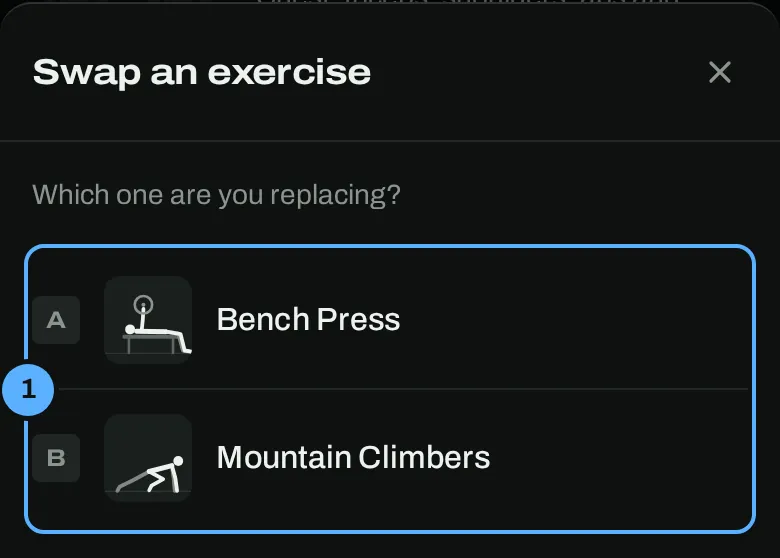 Swap an exercise
Which one are you replacing?
A
Bench Press
1
B
Mountain Climbers